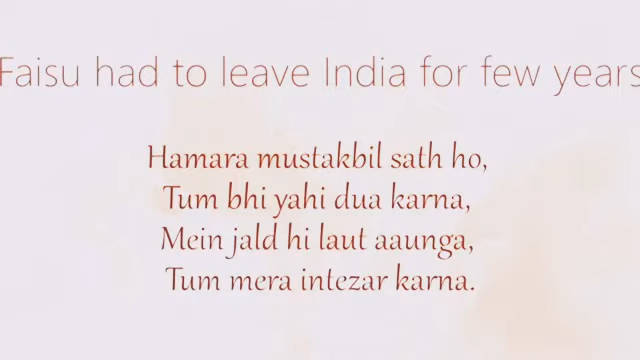 Faisu had to leave India for few years
Hamara mustakbil sath ho,
Tum bhi yahi dua karna,
Mein jald hi laut aaunga,
Tum mera intezar karna.